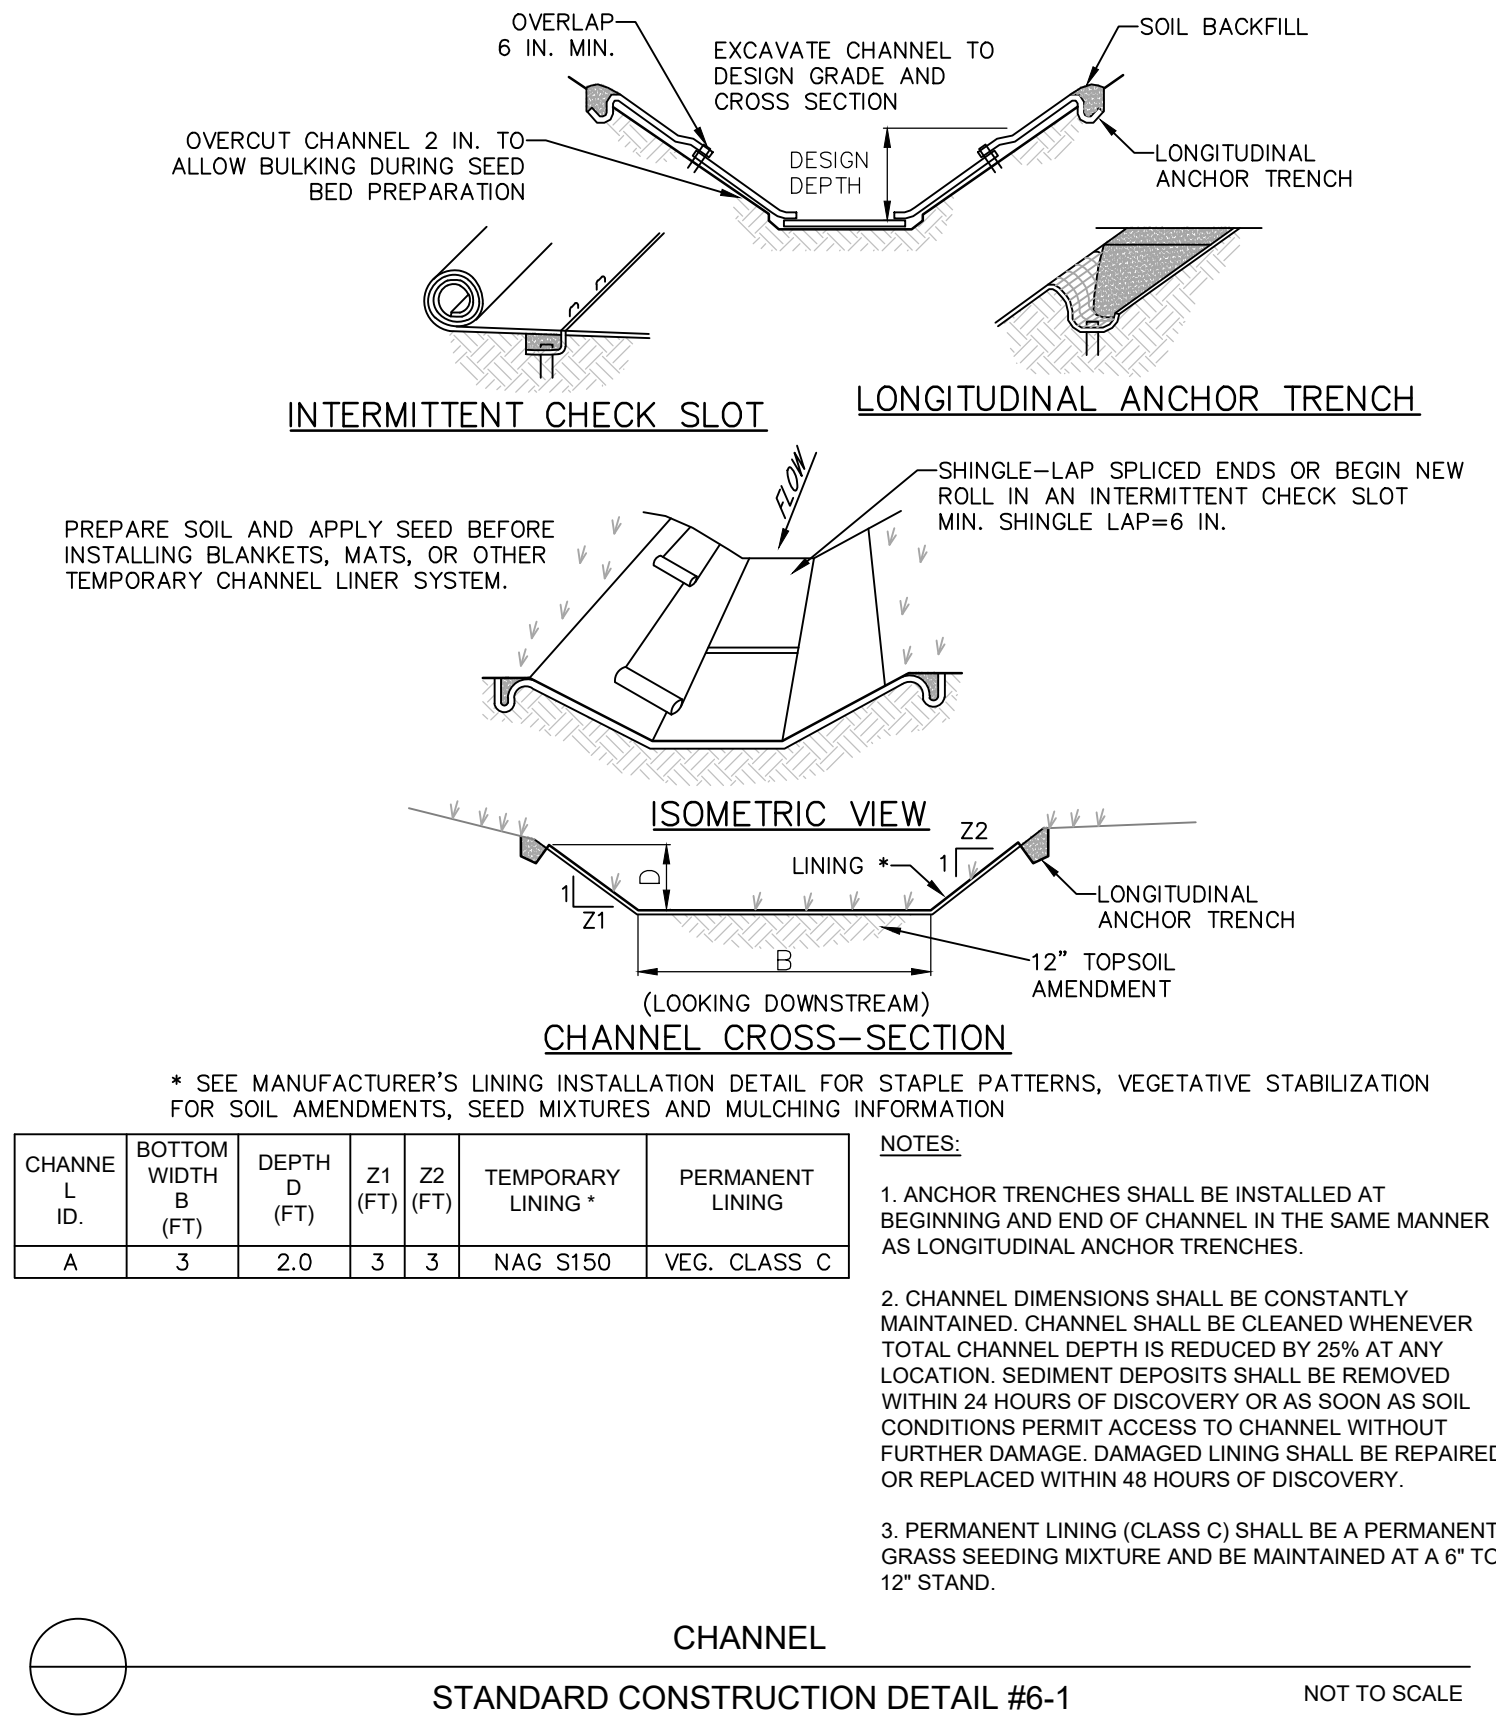 OVERLAP
6 IN. MIN.
EXCAVATE CHANNEL TO
DESIGN GRADE AND
CROSS SECTION
SOIL BACKFILL
OVERCUT CHANNEL 2 IN. TO
ALLOW BULKING DURING SEED
BED PREPARATION
DESIGN
DEPTH
LONGITUDINAL
ANCHOR TRENCH
INTERMITTENT CHECK SLOT
LONGITUDINAL ANCHOR TRENCH
FLOW
SHINGLE-LAP SPLICED ENDS OR BEGIN NEW
ROLL IN AN INTERMITTENT CHECK SLOT
MIN. SHINGLE LAP=6 IN.
PREPARE SOIL AND APPLY SEED BEFORE
INSTALLING BLANKETS, MATS, OR OTHER
TEMPORARY CHANNEL LINER SYSTEM.
ISOMETRIC VIEW
Z2
1
LINING *
D
1
Z1
LONGITUDINAL
ANCHOR TRENCH
B
12” TOPSOIL
AMENDMENT
(LOOKING DOWNSTREAM)
CHANNEL CROSS-SECTION
* SEE MANUFACTURER'S LINING INSTALLATION DETAIL FOR STAPLE PATTERNS, VEGETATIVE STABILIZATION
FOR SOIL AMENDMENTS, SEED MIXTURES AND MULCHING INFORMATION
CHANNE
L
ID.
BOTTOM
WIDTH
B
(FT)
DEPTH
D
(FT)
Z1
(FT)
Z2
(FT)
TEMPORARY
LINING *
PERMANENT
LINING
A 3 2.0 3 3 NAG S150 VEG. CLASS C
NOTES:
1. ANCHOR TRENCHES SHALL BE INSTALLED AT
BEGINNING AND END OF CHANNEL IN THE SAME MANNER
AS LONGITUDINAL ANCHOR TRENCHES.
2. CHANNEL DIMENSIONS SHALL BE CONSTANTLY
MAINTAINED. CHANNEL SHALL BE CLEANED WHENEVER
TOTAL CHANNEL DEPTH IS REDUCED BY 25% AT ANY
LOCATION. SEDIMENT DEPOSITS SHALL BE REMOVED
WITHIN 24 HOURS OF DISCOVERY OR AS SOON AS SOIL
CONDITIONS PERMIT ACCESS TO CHANNEL WITHOUT
FURTHER DAMAGE. DAMAGED LINING SHALL BE REPAIRED
OR REPLACED WITHIN 48 HOURS OF DISCOVERY.
3. PERMANENT LINING (CLASS C) SHALL BE A PERMANENT
GRASS SEEDING MIXTURE AND BE MAINTAINED AT A 6" TO
12" STAND.
CHANNEL
STANDARD CONSTRUCTION DETAIL #6-1
NOT TO SCALE